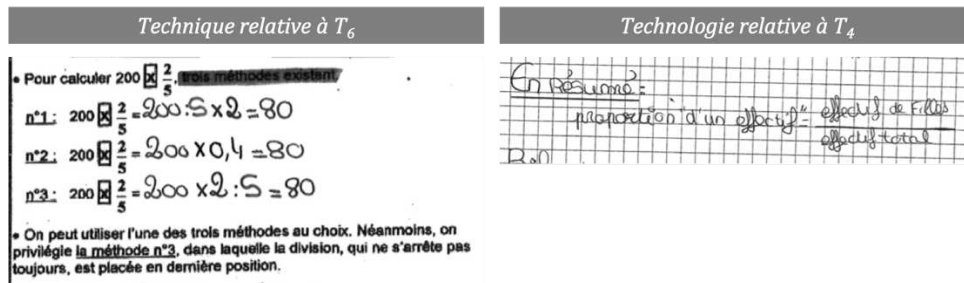 Technique relative à T₆
• Pour calculer 200 × 2/5, trois méthodes existent,
n°1 : 200 × 2/5 = 200:5×2=80
n°2 : 200 × 2/5 = 200×0,4=80
n°3 : 200 × 2/5 = 200×2:5=80
• On peut utiliser l'une des trois méthodes au choix. Néanmoins, on
privilégie la méthode n°3, dans laquelle la division, qui ne s'arrête pas
toujours, est placée en dernière position.
Technologie relative à T₄
En Résumé:
proportion "d'un effectif" = effectif de Filles / effectif total